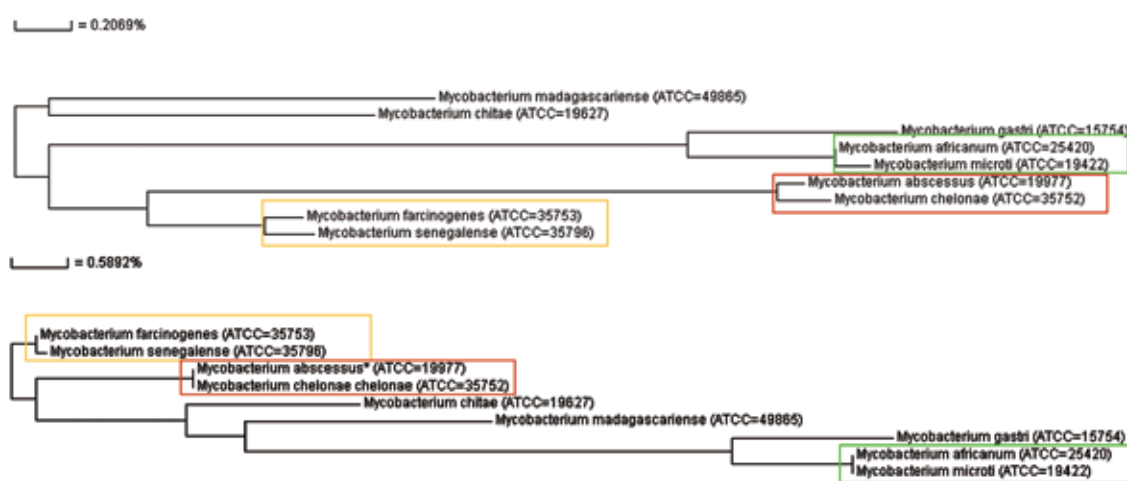 = 0.2069%
Mycobacterium madagascariense (ATCC=49865)
Mycobacterium chitae (ATCC=19627)
Mycobacterium gastri (ATCC=15754)
Mycobacterium africanum (ATCC=25420)
Mycobacterium microti (ATCC=19422)
Mycobacterium abscessus (ATCC=19977)
Mycobacterium chelonae (ATCC=35752)
Mycobacterium farcinogenes (ATCC=35753)
Mycobacterium senegalense (ATCC=35796)
= 0.5892%
Mycobacterium farcinogenes (ATCC=35753)
Mycobacterium senegalense (ATCC=35796)
Mycobacterium abscessus* (ATCC=19977)
Mycobacterium chelonae chelonae (ATCC=35752)
Mycobacterium chitae (ATCC=19627)
Mycobacterium madagascariense (ATCC=49865)
Mycobacterium gastri (ATCC=15754)
Mycobacterium africanum (ATCC=25420)
Mycobacterium microti (ATCC=19422)